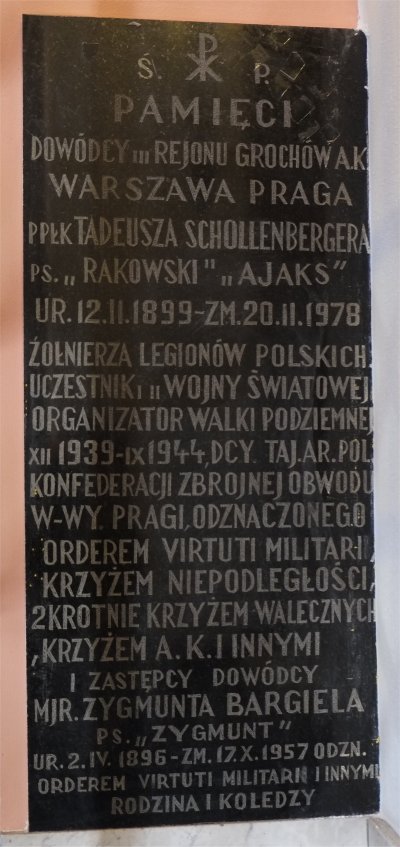 Ś. ☧ P.
PAMIĘCI
DOWÓDCY III REJONU GROCHÓW A.K.
WARSZAWA PRAGA
PPŁK TADEUSZA SCHOLLENBERGERA
PS. „RAKOWSKI" „AJAKS”
UR. 12.II.1899-ZM.20.II.1978
ŻOŁNIERZA LEGIONÓW POLSKICH
UCZESTNIK I II WOJNY ŚWIATOWEJ,
ORGANIZATOR WALKI PODZIEMNEJ
XII 1939-IX 1944, DCY. TAJ. AR. POL.
KONFEDERACJI ZBROJNEJ OBWODU
W-WY. PRAGI, ODZNACZONEGO
ORDEREM VIRTUTI MILITARI,
KRZYŻEM NIEPODLEGŁOŚCI,
2 KROTNIE KRZYŻEM WALECZNYCH
, KRZYŻEM A.K. I INNYMI
I ZASTĘPCY DOWÓDCY
MJR. ZYGMUNTA BARGIELA
PS. „ZYGMUNT”
UR. 2.IV. 1896 - ZM. 17.X.1957 ODZN.
ORDEREM VIRTUTI MILITARII I INNYMI
RODZINA I KOLEDZY